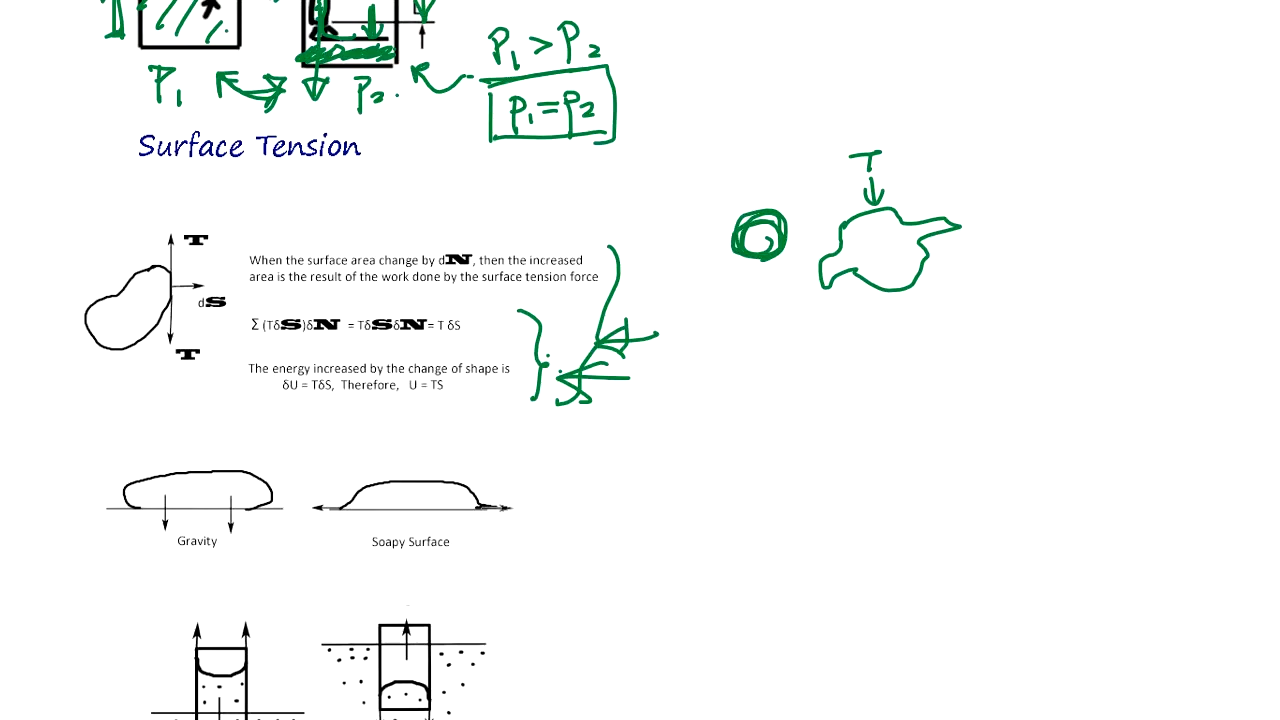 P₁ > P₂
P₁ P₂.
P₁ = P₂
Surface Tension
T
T
When the surface area change by dN, then the increased
area is the result of the work done by the surface tension force
dS
Σ (TδS)δN = TδSδN= T δS
T
The energy increased by the change of shape is
δU = TδS, Therefore, U = TS
Gravity
Soapy Surface